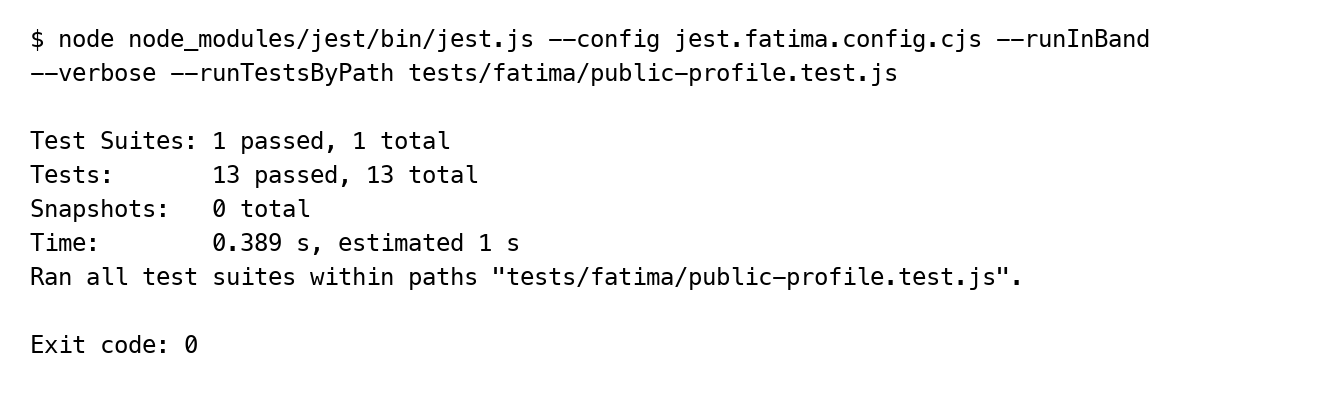 $ node node_modules/jest/bin/jest.js --config jest.fatima.config.cjs --runInBand
--verbose --runTestsByPath tests/fatima/public-profile.test.js
Test Suites: 1 passed, 1 total
Tests:       13 passed, 13 total
Snapshots:   0 total
Time:        0.389 s, estimated 1 s
Ran all test suites within paths "tests/fatima/public-profile.test.js".
Exit code: 0